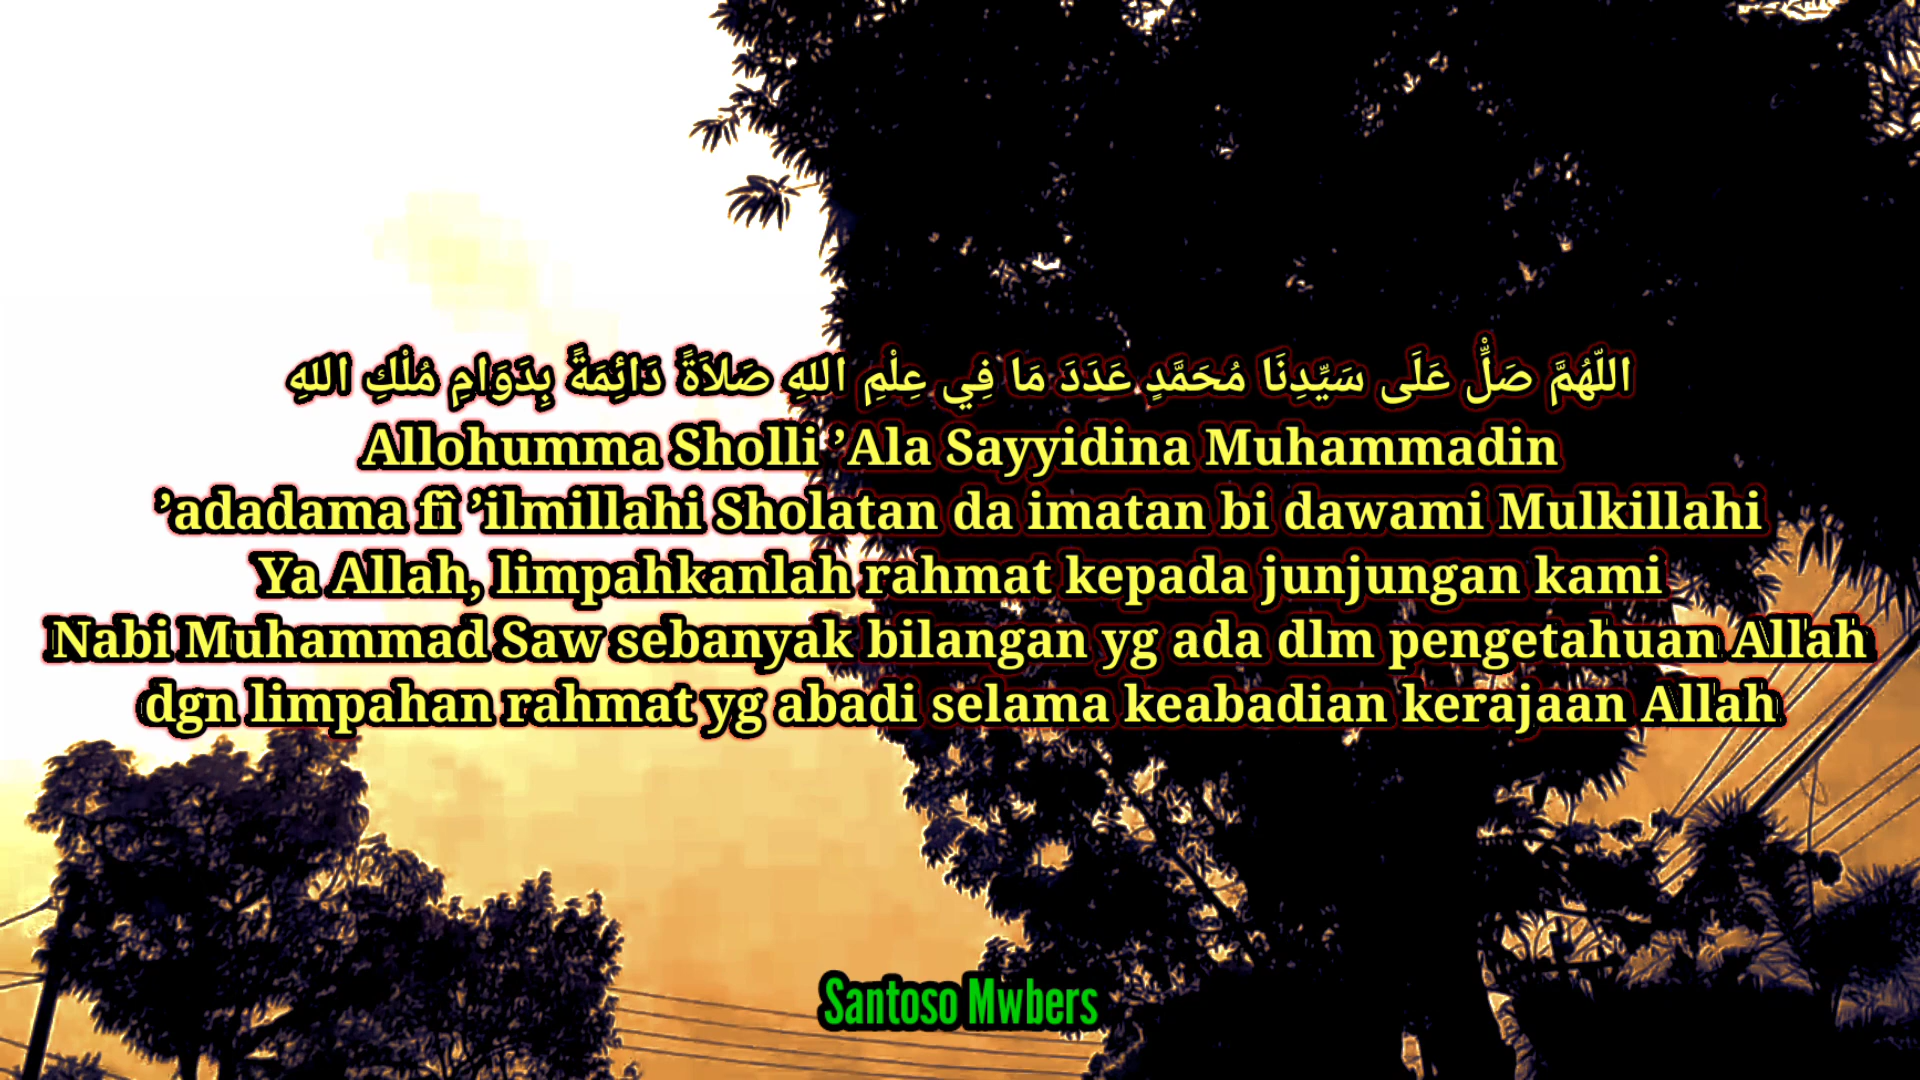 اللّهُمَّ صَلِّ عَلَى سَيِّدِنَا مُحَمَّدٍ عَدَدَ مَا فِي عِلْمِ اللهِ صَلاَةً دَائِمَةً بِدَوَامِ مُلْكِ اللهِ
Allohumma Sholli ’Ala Sayyidina Muhammadin
’adadama fî ’ilmillahi Sholatan da imatan bi dawami Mulkillahi
Ya Allah, limpahkanlah rahmat kepada junjungan kami
Nabi Muhammad Saw sebanyak bilangan yg ada dlm pengetahuan Allah
dgn limpahan rahmat yg abadi selama keabadian kerajaan Allah
Santoso Mwbers